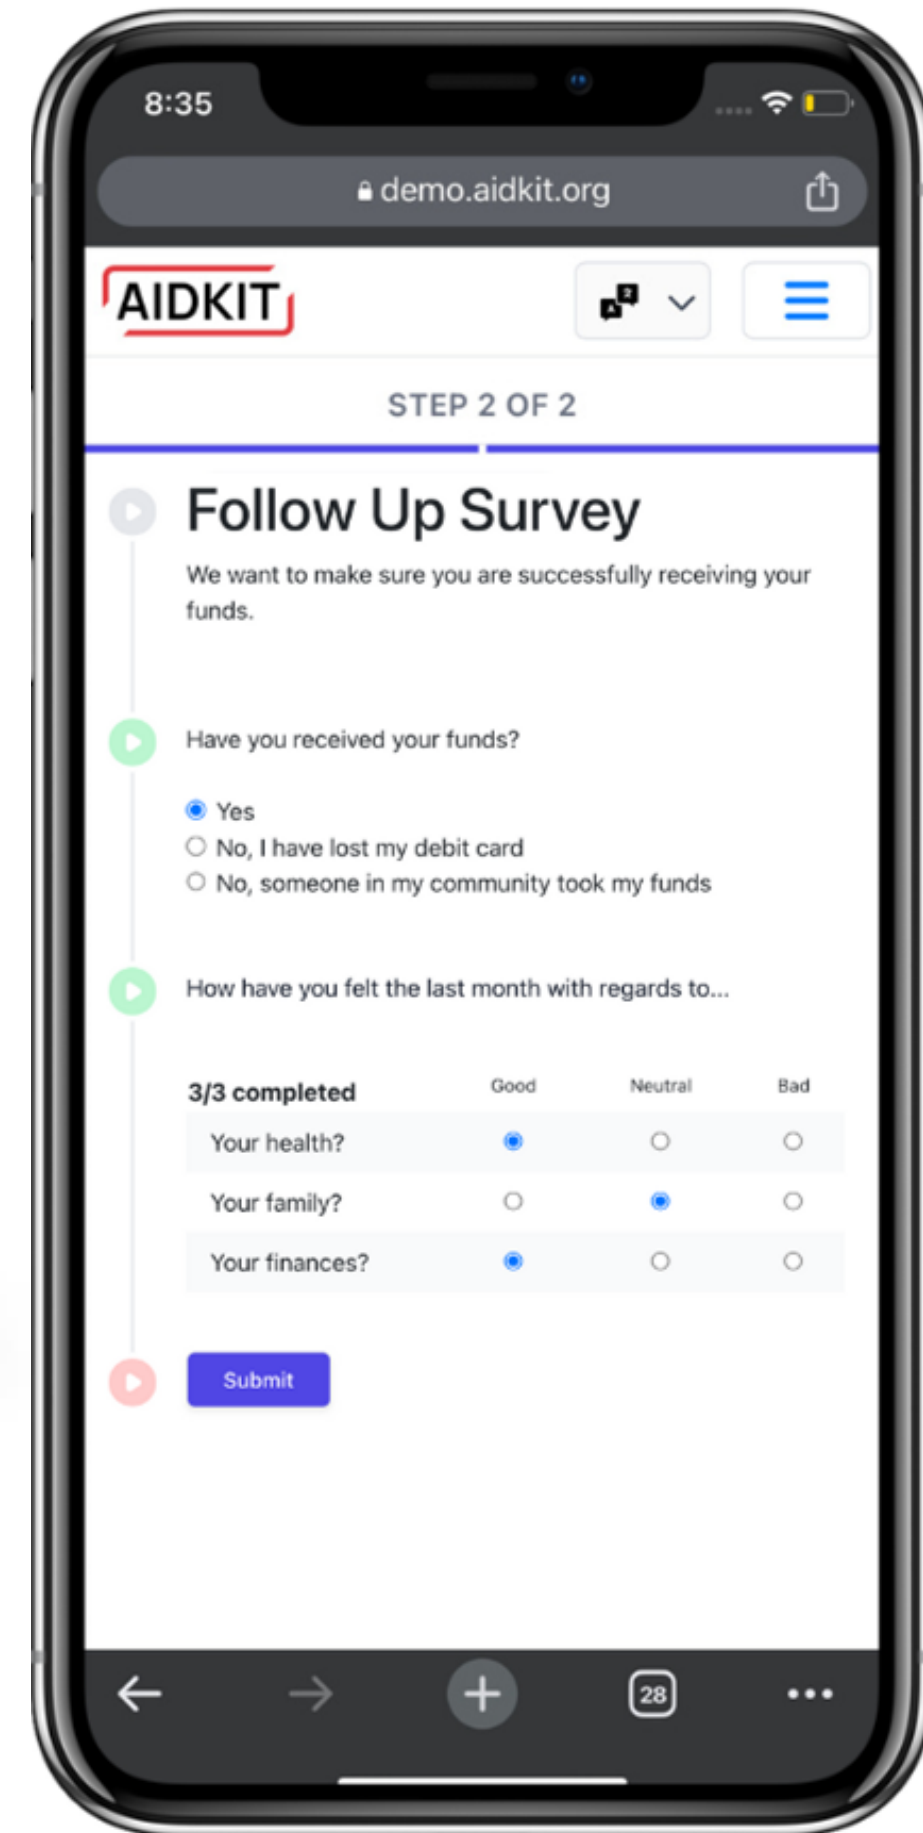 8:35
demo.aidkit.org
AIDKIT
STEP 2 OF 2
Follow Up Survey
We want to make sure you are successfully receiving your
funds.
Have you received your funds?
Yes
No, I have lost my debit card
No, someone in my community took my funds
How have you felt the last month with regards to...
3/3 completed Good Neutral Bad
Your health?
Your family?
Your finances?
Submit
28